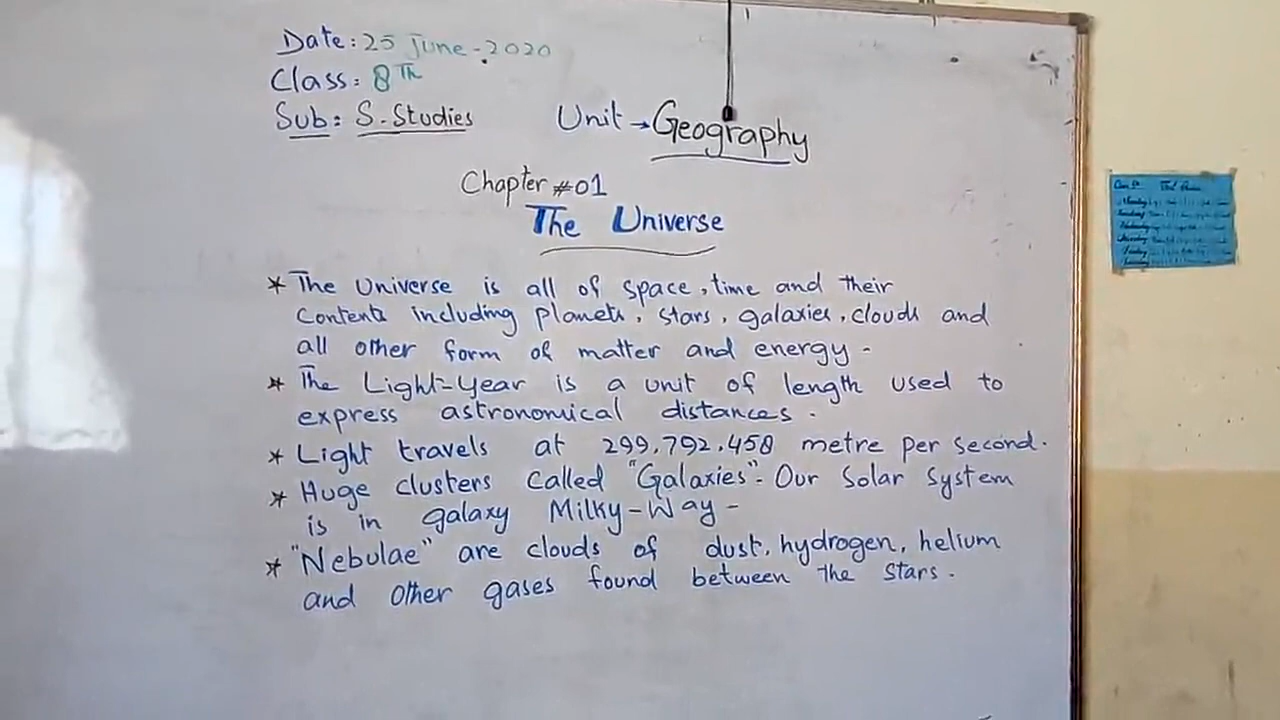 Date: 25 June - 2020
Class: 8Th
Sub: S. Studies
Unit → Geography
Chapter # 01
The Universe
* The Universe is all of space, time and their
Contents including planets, stars, galaxies, clouds and
all other form of matter and energy -
* The Light-year is a unit of length used to
express astronomical distances.
* Light travels at 299,792,458 metre per second.
* Huge clusters called "Galaxies". Our Solar System
is in galaxy Milky-Way -
* "Nebulae" are clouds of dust, hydrogen, helium
and other gases found between the stars.